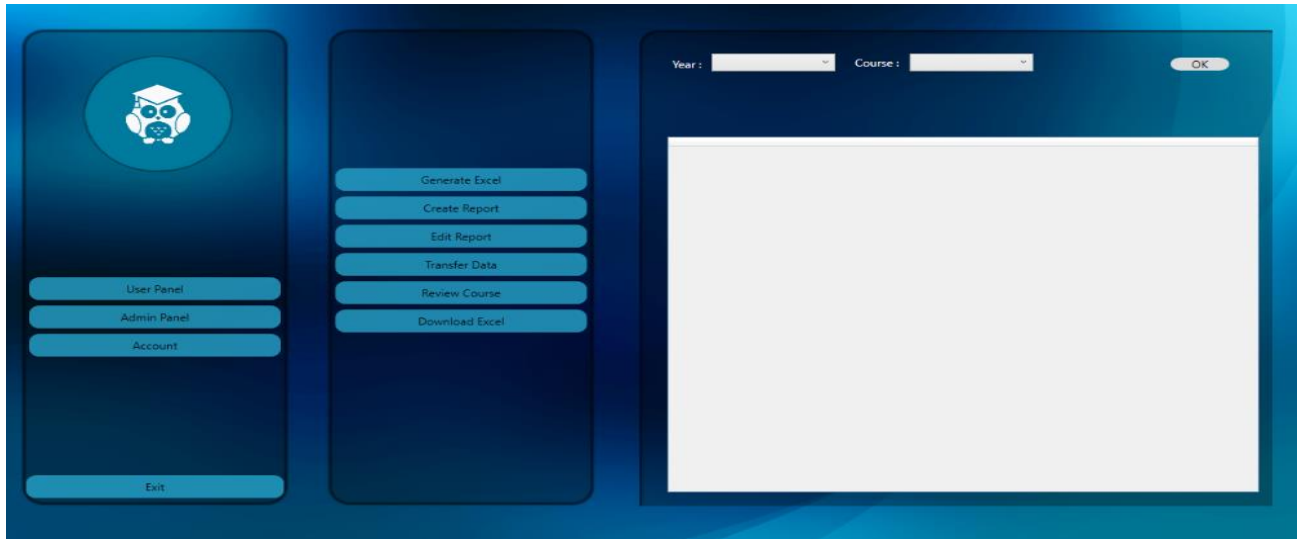 User Panel
Admin Panel
Account
Exit
Generate Excel
Create Report
Edit Report
Transfer Data
Review Course
Download Excel
Year : Course : OK